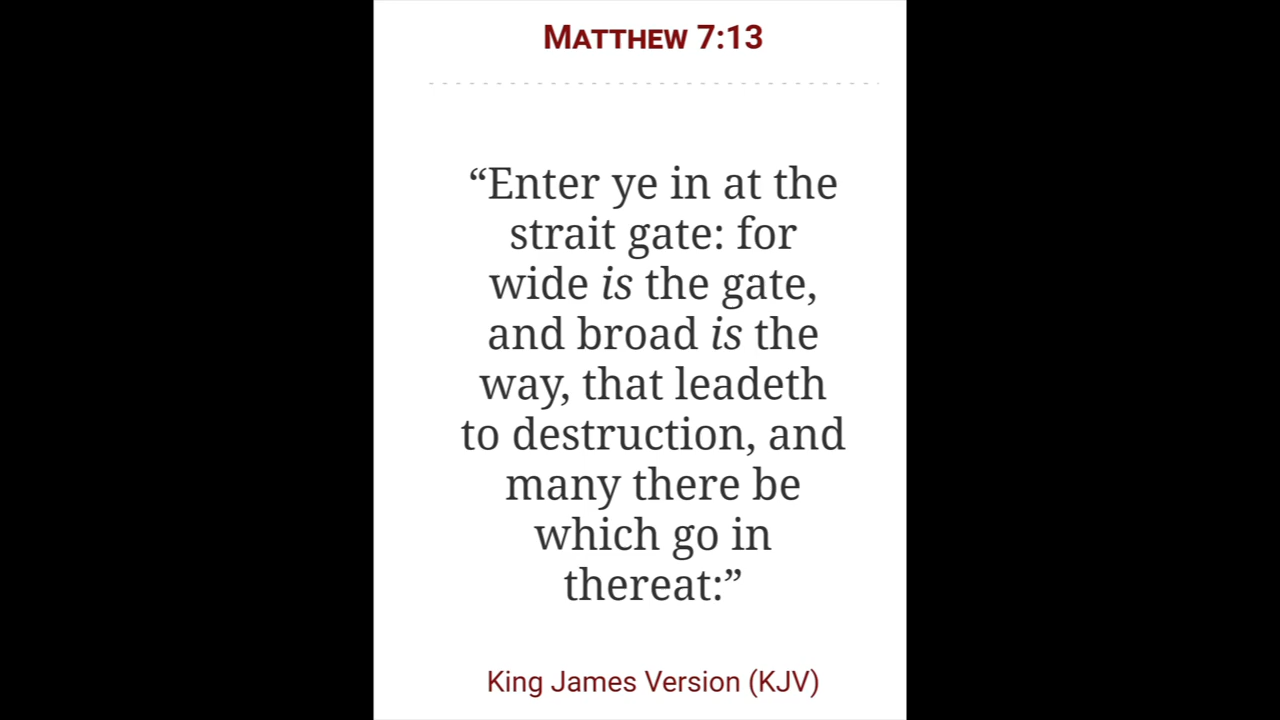 MATTHEW 7:13
“Enter ye in at the
strait gate: for
wide is the gate,
and broad is the
way, that leadeth
to destruction, and
many there be
which go in
thereat:”
King James Version (KJV)